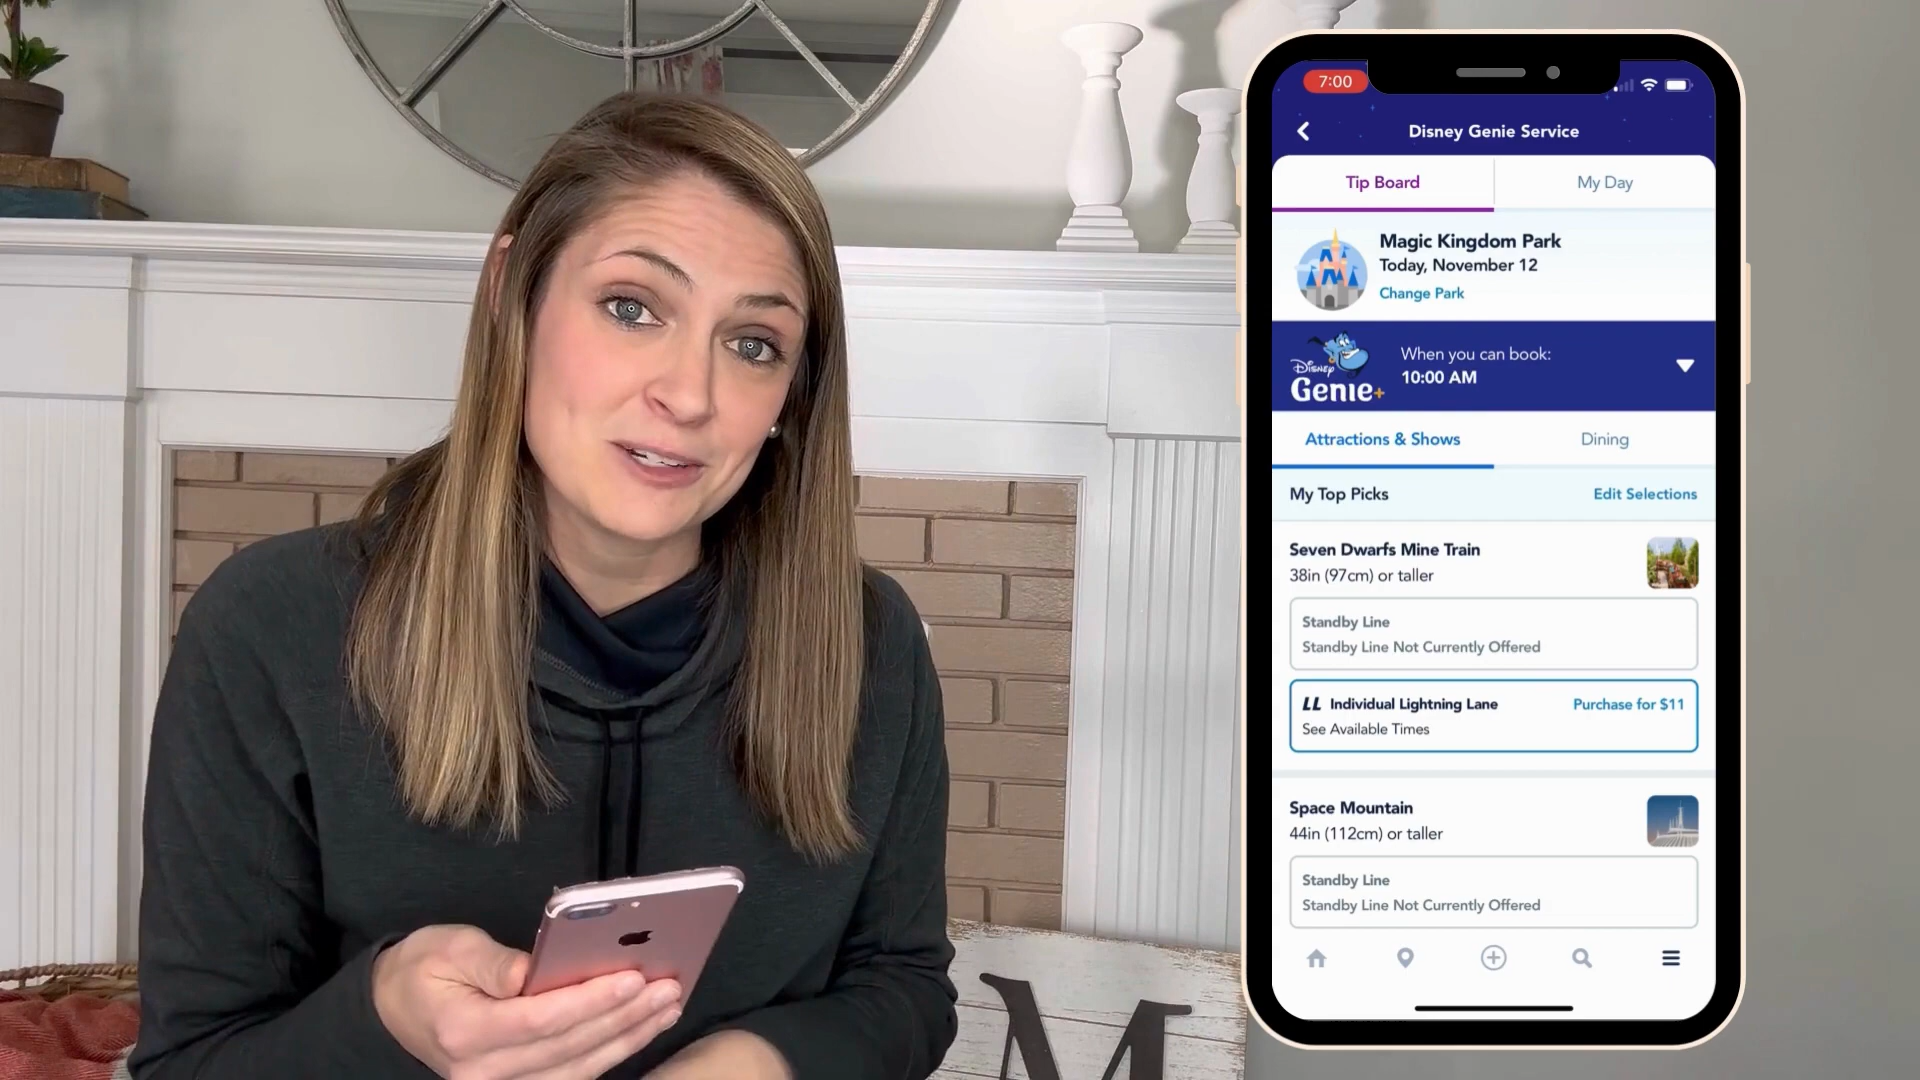 7:00
Disney Genie Service
Tip Board
My Day
Magic Kingdom Park
Today, November 12
Change Park
Disney
Genie+
When you can book:
10:00 AM
Attractions & Shows
Dining
My Top Picks
Edit Selections
Seven Dwarfs Mine Train
38in (97cm) or taller
Standby Line
Standby Line Not Currently Offered
LL Individual Lightning Lane
Purchase for $11
See Available Times
Space Mountain
44in (112cm) or taller
Standby Line
Standby Line Not Currently Offered
M